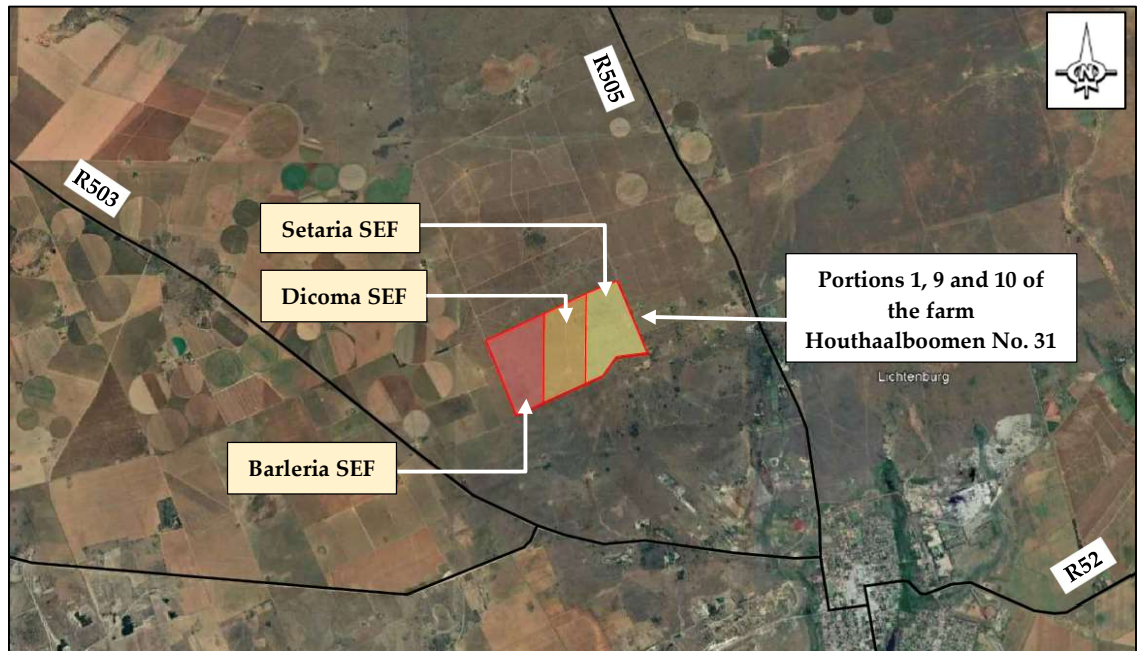 N
R505
R503
Setaria SEF
Dicoma SEF
Portions 1, 9 and 10 of
the farm
Houthaalboomen No. 31
Lichtenburg
Barleria SEF
R52